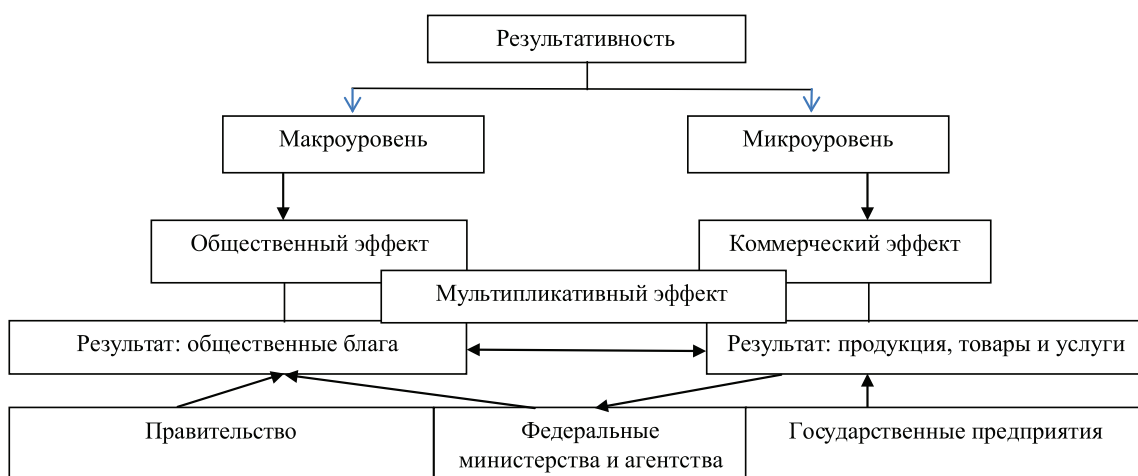 Результативность
Макроуровень
Микроуровень
Общественный эффект
Коммерческий эффект
Мультипликативный эффект
Результат: общественные блага
Результат: продукция, товары и услуги
Правительство
Федеральные
министерства и агентства
Государственные предприятия